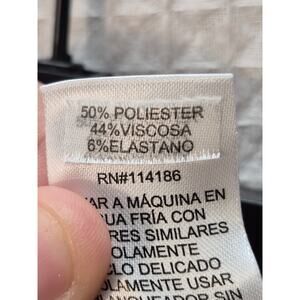 50% POLIESTER
44%VISCOSA
6%ELASTANO
RN#114186
AR A MÁQUINA EN
UA FRÍA CON
RES SIMILARES
OLAMENTE
LO DELICADO
OLAMENTE USAR
ANQUEADOR SIN